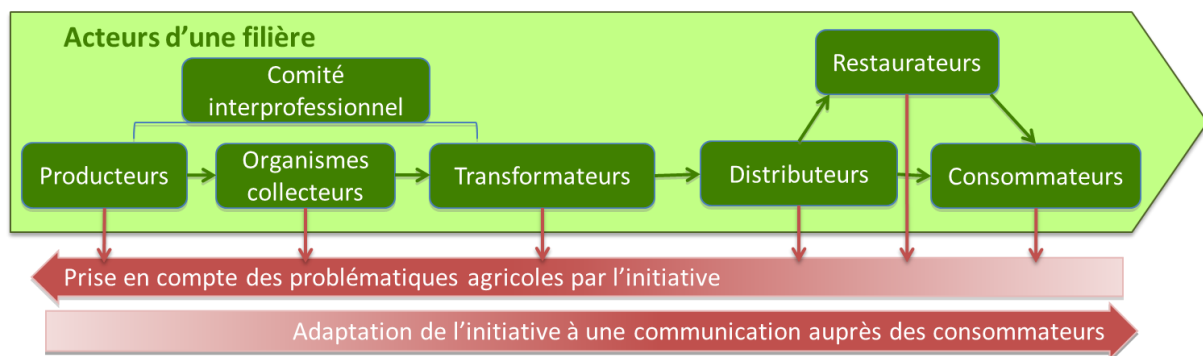 Acteurs d'une filière
Comité
interprofessionnel
Restaurateurs
Producteurs
Organismes
collecteurs
Transformateurs
Distributeurs
Consommateurs
Prise en compte des problématiques agricoles par l'initiative
Adaptation de l'initiative à une communication auprès des consommateurs